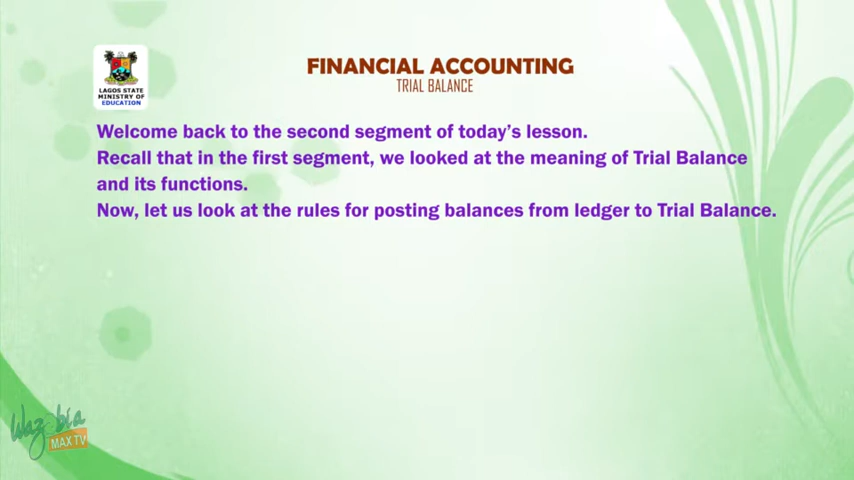 FINANCIAL ACCOUNTING
TRIAL BALANCE
LAGOS STATE
MINISTRY OF
EDUCATION
Welcome back to the second segment of today's lesson.
Recall that in the first segment, we looked at the meaning of Trial Balance
and its functions.
Now, let us look at the rules for posting balances from ledger to Trial Balance.
Wazobia
MAX TV